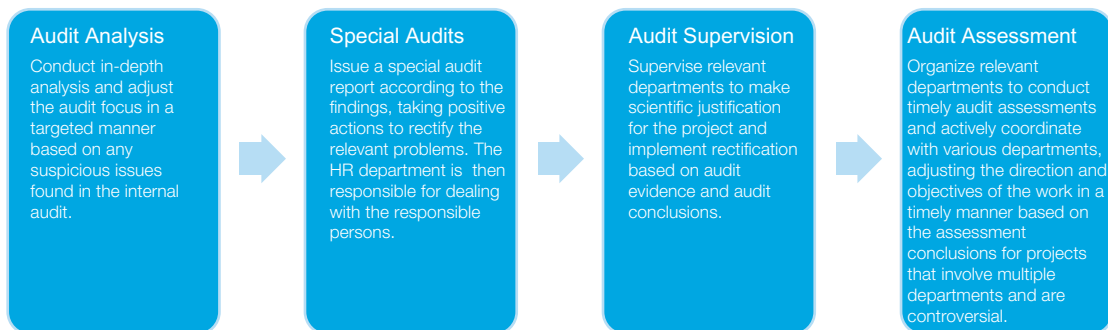 Audit Analysis
Conduct in-depth
analysis and adjust
the audit focus in a
targeted manner
based on any
suspicious issues
found in the internal
audit.
Special Audits
Issue a special audit
report according to the
findings, taking positive
actions to rectify the
relevant problems. The
HR department is then
responsible for dealing
with the responsible
persons.
Audit Supervision
Supervise relevant
departments to make
scientific justification
for the project and
implement rectification
based on audit
evidence and audit
conclusions.
Audit Assessment
Organize relevant
departments to conduct
timely audit assessments
and actively coordinate
with various departments,
adjusting the direction and
objectives of the work in a
timely manner based on
the assessment
conclusions for projects
that involve multiple
departments and are
controversial.